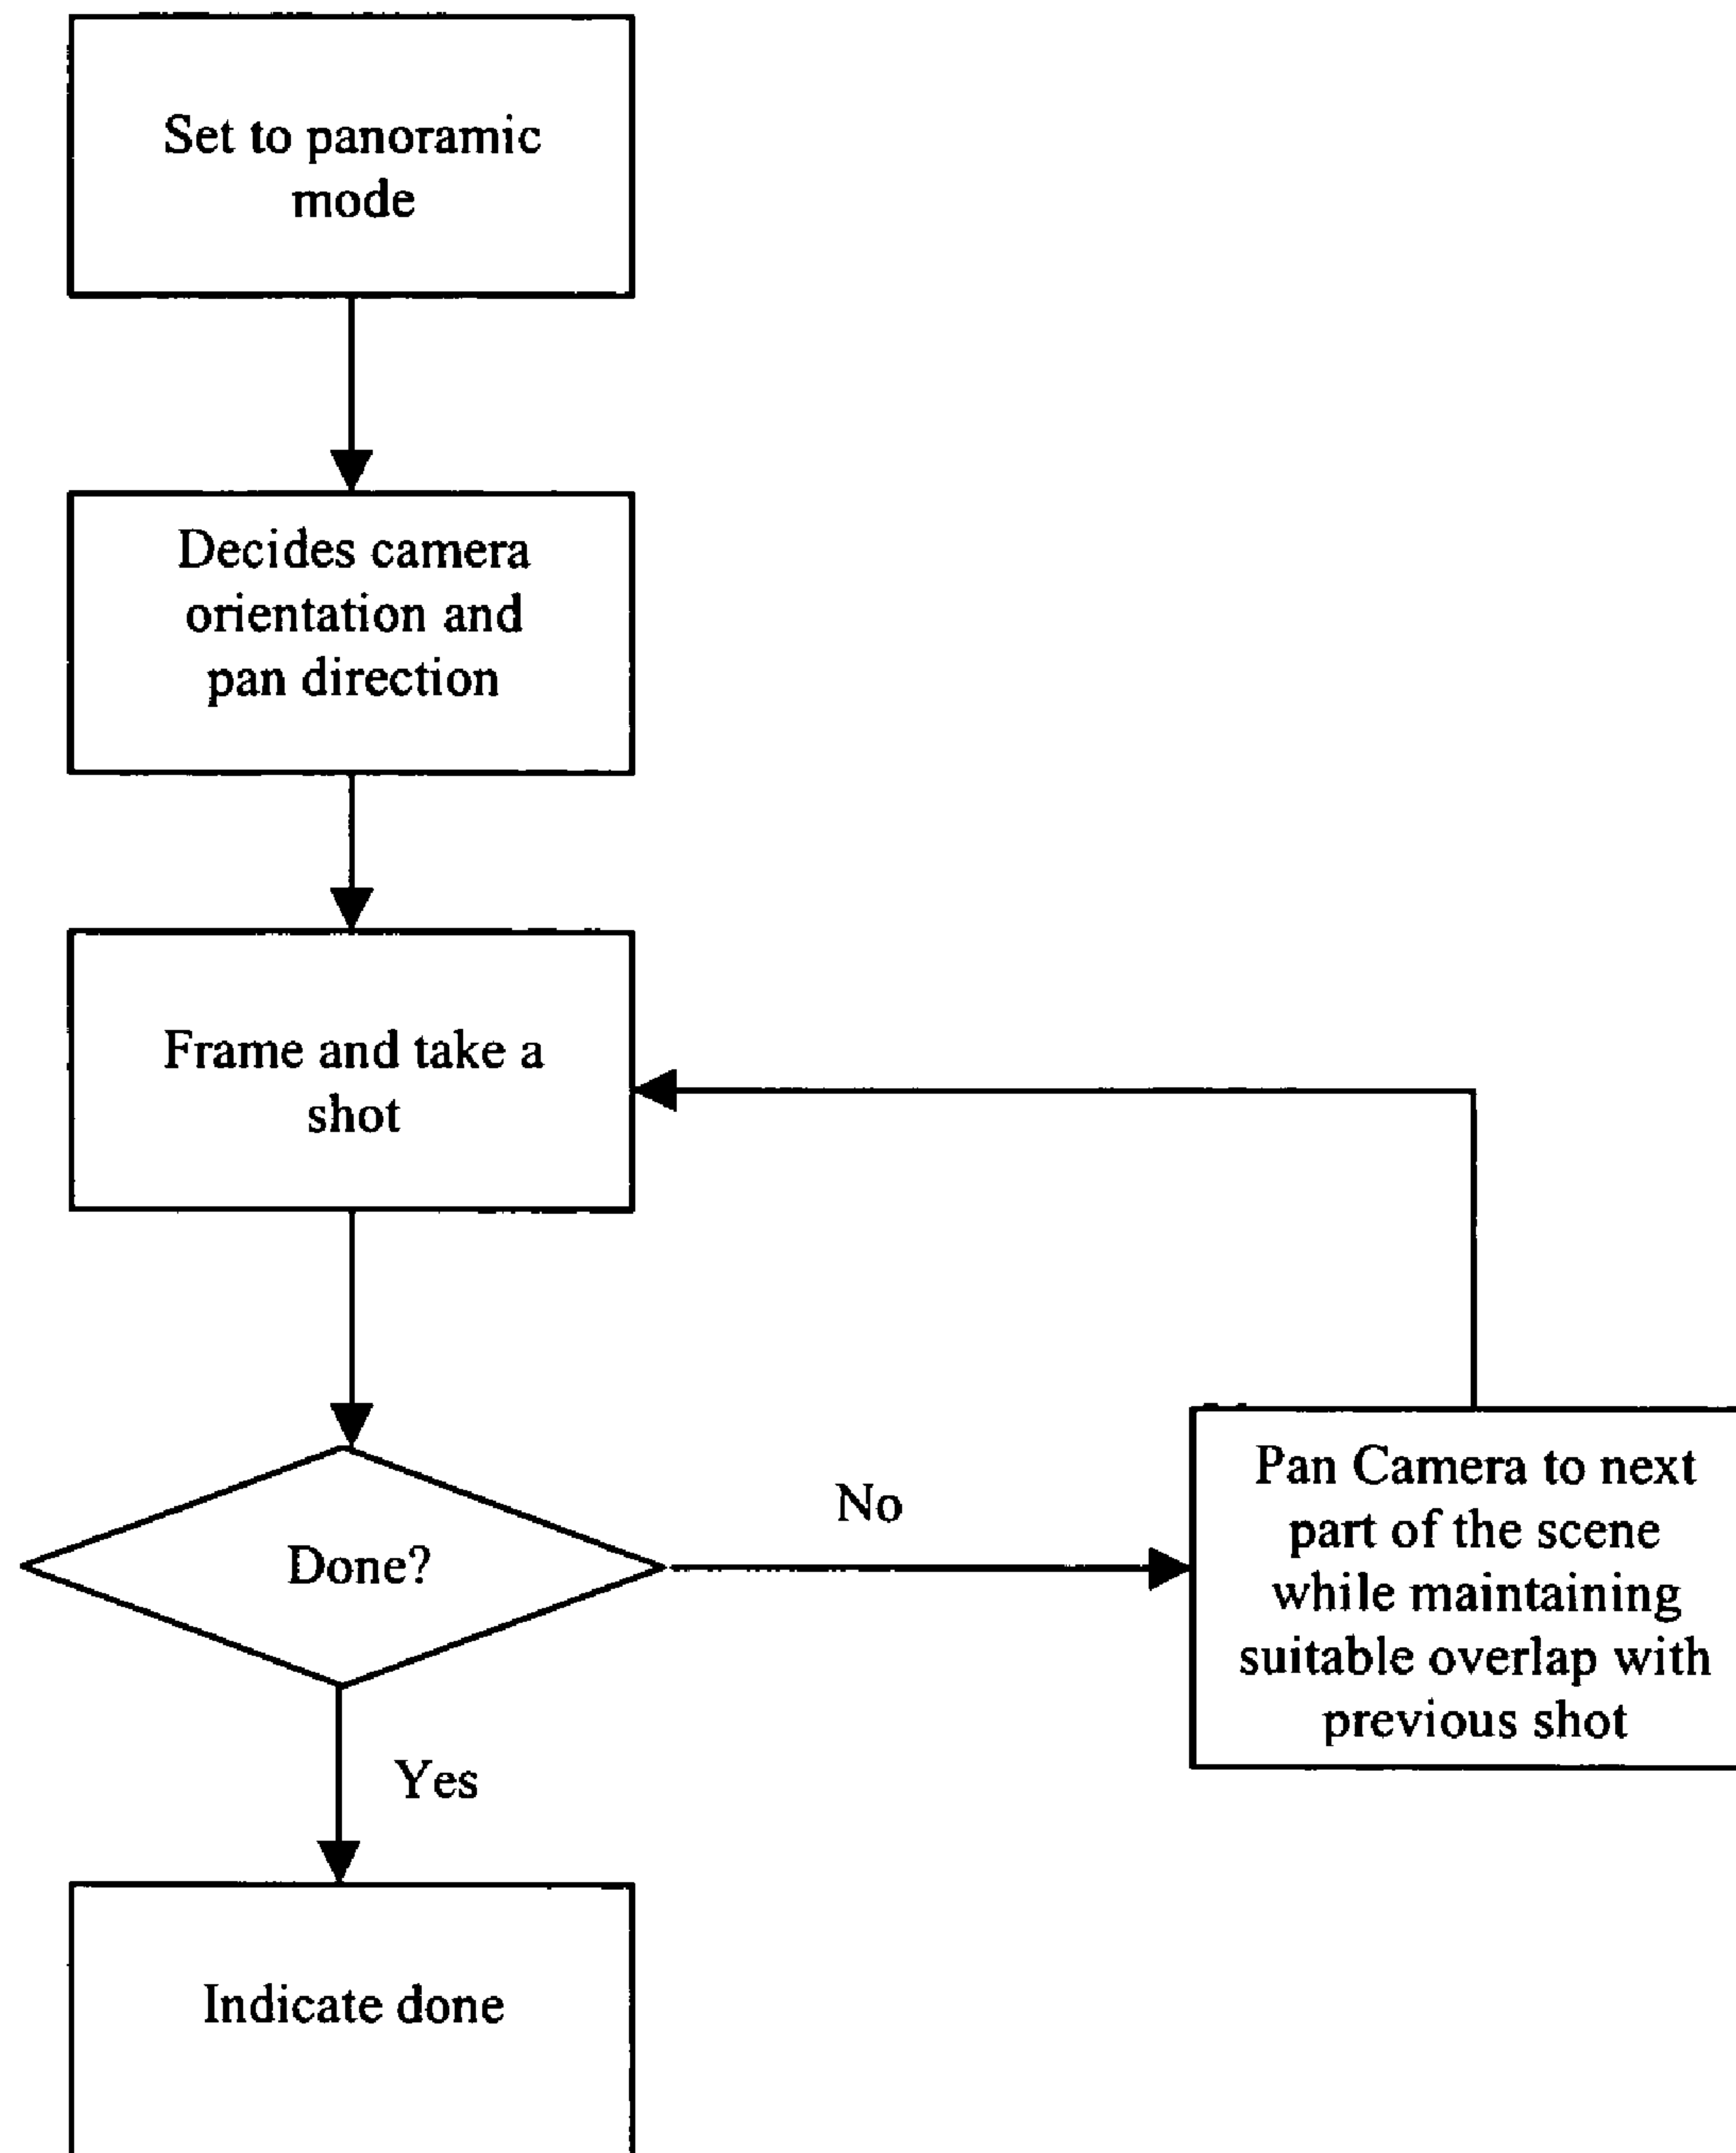 Set to panoramic
mode
Decides camera
orientation and
pan direction
Frame and take a
shot
Done?
No
Pan Camera to next
part of the scene
while maintaining
suitable overlap with
previous shot
Yes
Indicate done